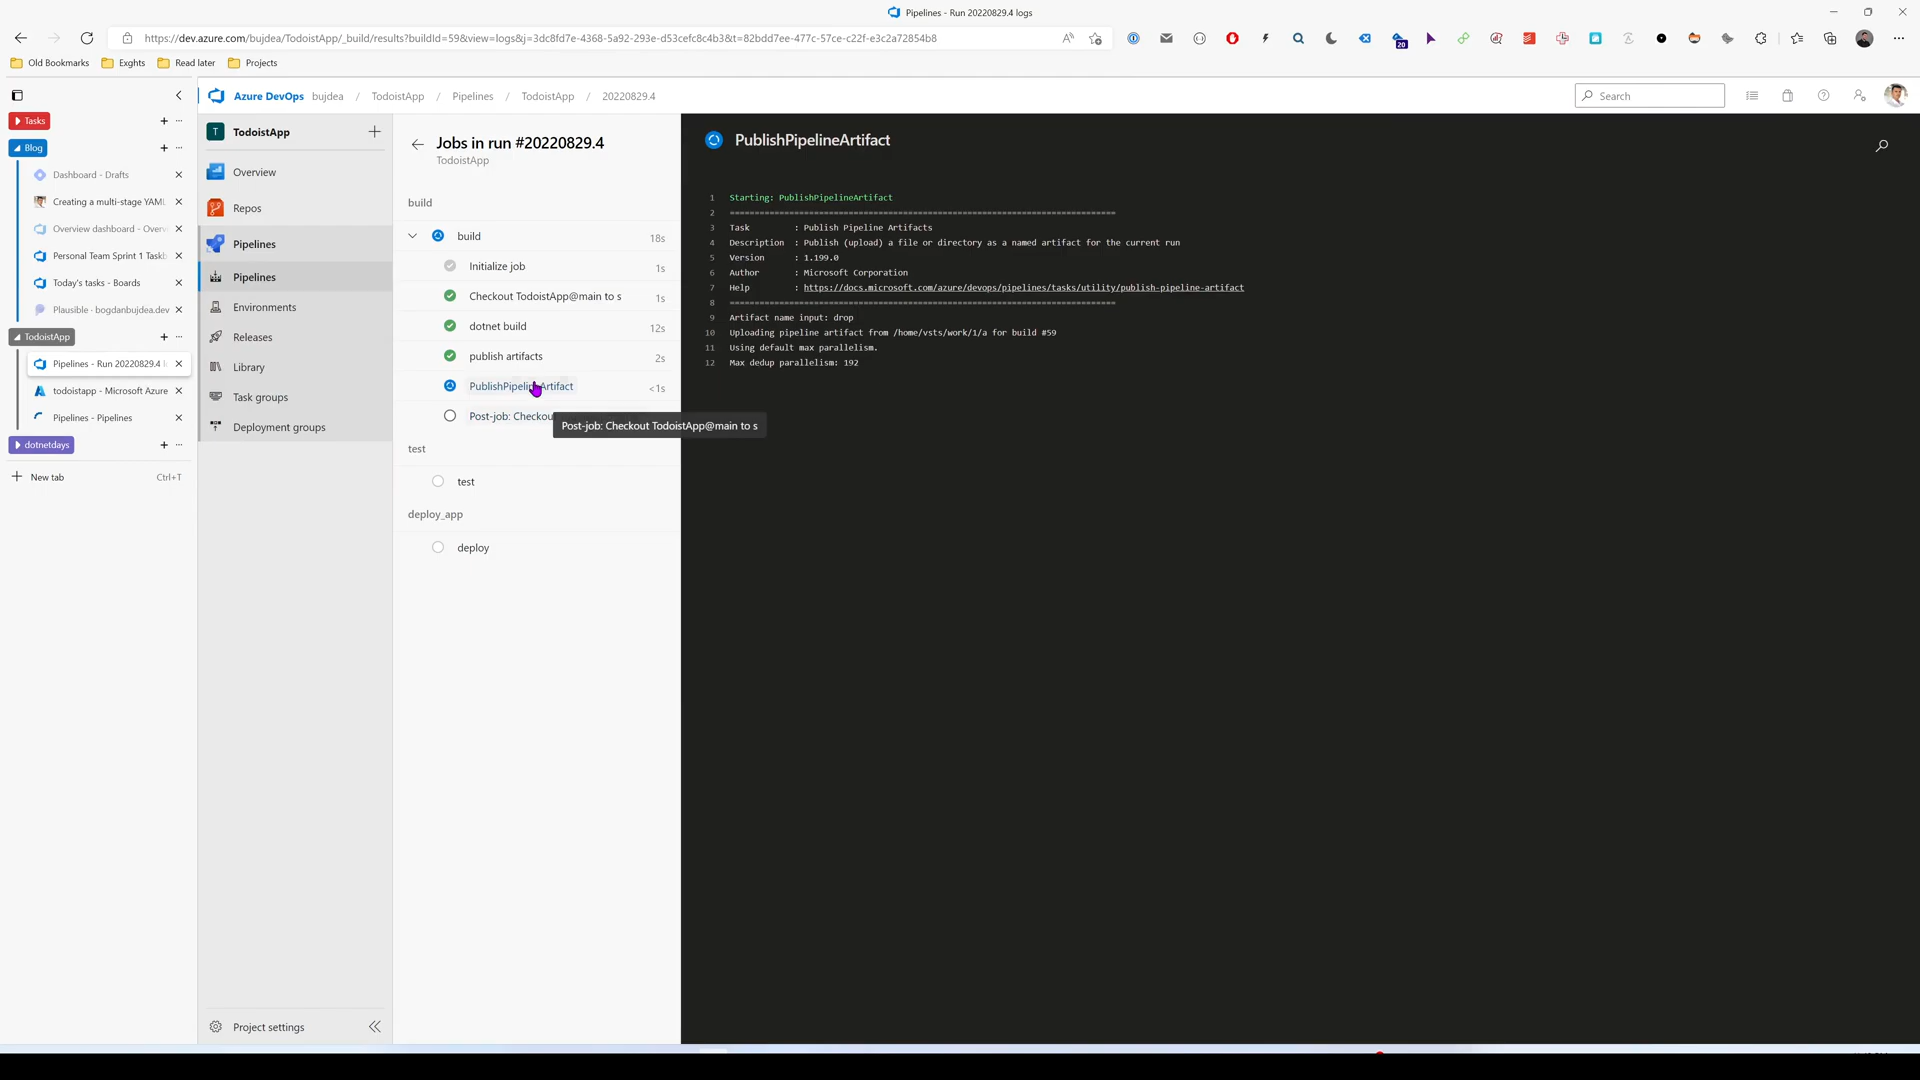 Pipelines - Run 20220829.4 logs
https://dev.azure.com/bujdea/TodoistApp/_build/results?buildId=59&view=logs&j=3dc8fd7e-4368-5a92-293e-d53cefc8c4b3&t=82bdd7ee-477c-57ce-c22f-e3c2a72854b8
20
Old Bookmarks
Exghts
Read later
Projects
Tasks
Blog
Dashboard - Drafts
Creating a multi-stage YAML
Overview dashboard - Overv
Personal Team Sprint 1 Taskb
Today's tasks - Boards
Plausible · bogdanbujdea.dev
TodoistApp
Pipelines - Run 20220829.4 l
todoistapp - Microsoft Azure
Pipelines - Pipelines
dotnetdays
New tab
Ctrl+T
Azure DevOps
bujdea / TodoistApp / Pipelines / TodoistApp / 20220829.4
Search
T TodoistApp
Overview
Repos
Pipelines
Pipelines
Environments
Releases
Library
Task groups
Deployment groups
Project settings
Jobs in run #20220829.4
TodoistApp
build
build 18s
Initialize job 1s
Checkout TodoistApp@main to s 1s
dotnet build 12s
publish artifacts 2s
PublishPipelineArtifact <1s
Post-job: Checkou
Post-job: Checkout TodoistApp@main to s
test
test
deploy_app
deploy
PublishPipelineArtifact
1 Starting: PublishPipelineArtifact
2 ==============================================================================
3 Task : Publish Pipeline Artifacts
4 Description : Publish (upload) a file or directory as a named artifact for the current run
5 Version : 1.199.0
6 Author : Microsoft Corporation
7 Help : https://docs.microsoft.com/azure/devops/pipelines/tasks/utility/publish-pipeline-artifact
8 ==============================================================================
9 Artifact name input: drop
10 Uploading pipeline artifact from /home/vsts/work/1/a for build #59
11 Using default max parallelism.
12 Max dedup parallelism: 192